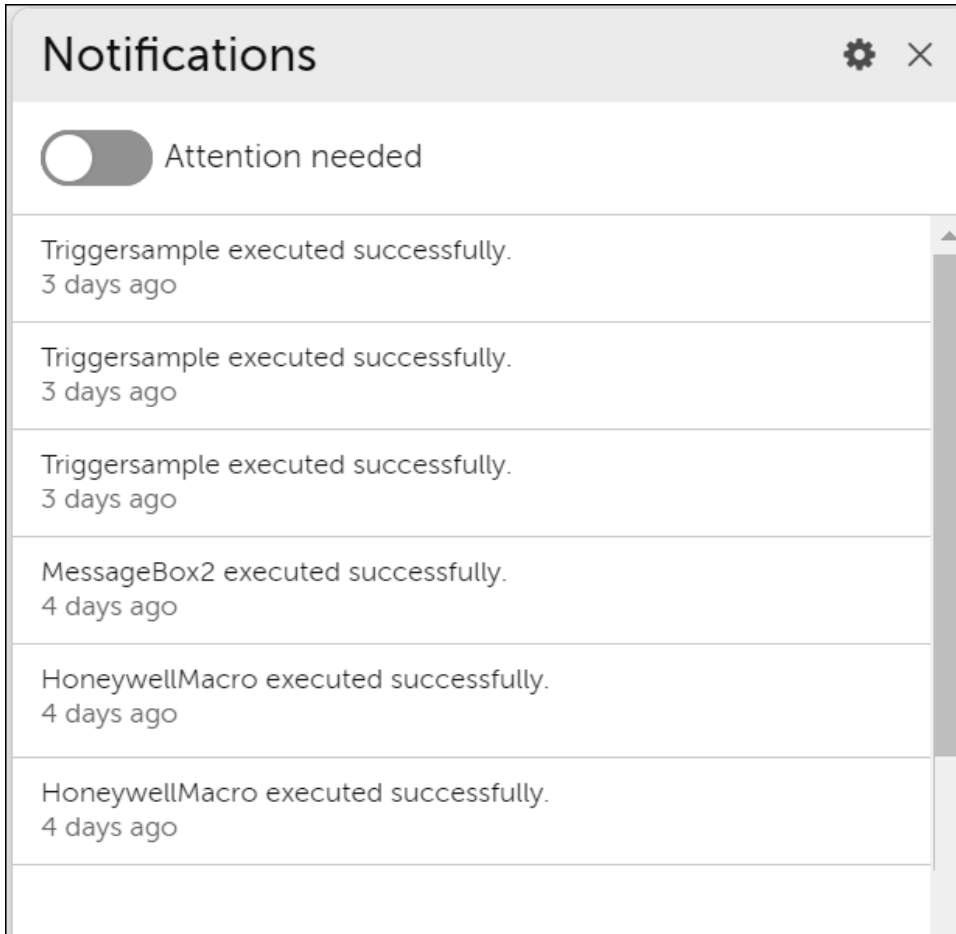 Notifications
Attention needed
Triggersample executed successfully.
3 days ago
Triggersample executed successfully.
3 days ago
Triggersample executed successfully.
3 days ago
MessageBox2 executed successfully.
4 days ago
HoneywellMacro executed successfully.
4 days ago
HoneywellMacro executed successfully.
4 days ago